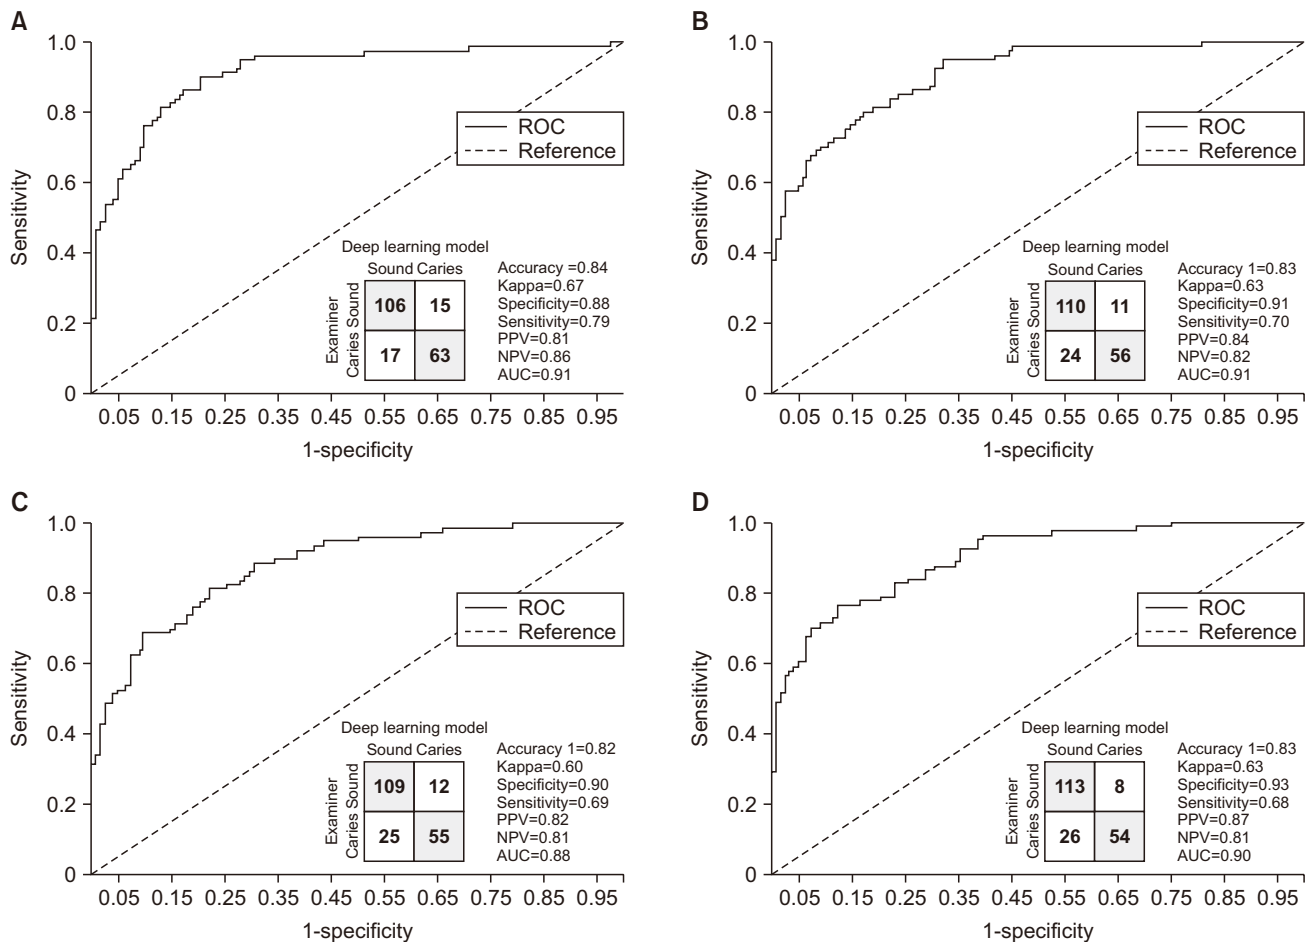 A
1.0
0.8
0.6
0.4
0.2
0
Sensitivity
ROC
Reference
Deep learning model
Sound Caries
Examiner
Caries Sound
106 15
17 63
Accuracy =0.84
Kappa=0.67
Specificity=0.88
Sensitivity=0.79
PPV=0.81
NPV=0.86
AUC=0.91
0.05 0.15 0.25 0.35 0.45 0.55 0.65 0.75 0.85 0.95
1-specificity
B
1.0
0.8
0.6
0.4
0.2
0
Sensitivity
ROC
Reference
Deep learning model
Sound Caries
Examiner
Caries Sound
110 11
24 56
Accuracy 1=0.83
Kappa=0.63
Specificity=0.91
Sensitivity=0.70
PPV=0.84
NPV=0.82
AUC=0.91
0.05 0.15 0.25 0.35 0.45 0.55 0.65 0.75 0.85 0.95
1-specificity
C
1.0
0.8
0.6
0.4
0.2
0
Sensitivity
ROC
Reference
Deep learning model
Sound Caries
Examiner
Caries Sound
109 12
25 55
Accuracy 1=0.82
Kappa=0.60
Specificity=0.90
Sensitivity=0.69
PPV=0.82
NPV=0.81
AUC=0.88
0.05 0.15 0.25 0.35 0.45 0.55 0.65 0.75 0.85 0.95
1-specificity
D
1.0
0.8
0.6
0.4
0.2
0
Sensitivity
ROC
Reference
Deep learning model
Sound Caries
Examiner
Caries Sound
113 8
26 54
Accuracy 1=0.83
Kappa=0.63
Specificity=0.93
Sensitivity=0.68
PPV=0.87
NPV=0.81
AUC=0.90
0.05 0.15 0.25 0.35 0.45 0.55 0.65 0.75 0.85 0.95
1-specificity